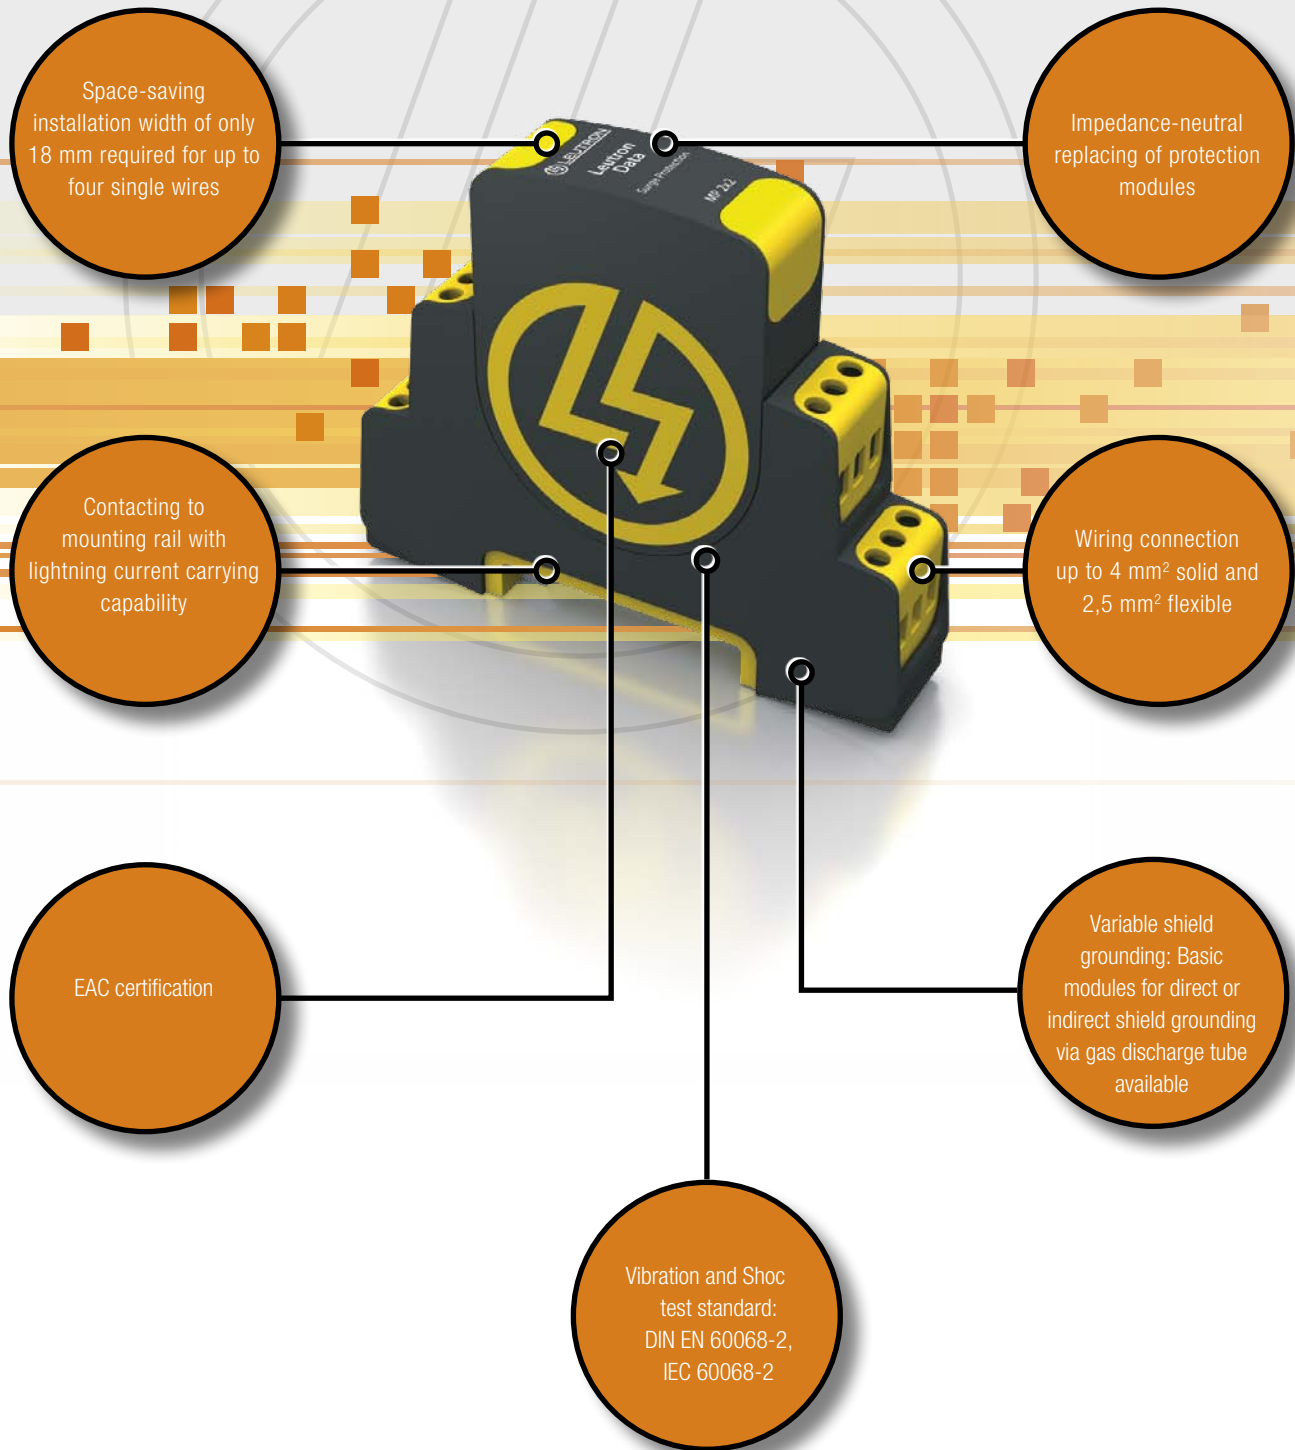 Space-saving
installation width of only
18 mm required for up to
four single wires
Impedance-neutral
replacing of protection
modules
LEUTRON
Leutron
Data
Surge Protection
MP 2x2
Contacting to
mounting rail with
lightning current carrying
capability
Wiring connection
up to 4 mm² solid and
2,5 mm² flexible
EAC certification
Variable shield
grounding: Basic
modules for direct or
indirect shield grounding
via gas discharge tube
available
Vibration and Shoc
test standard:
DIN EN 60068-2,
IEC 60068-2